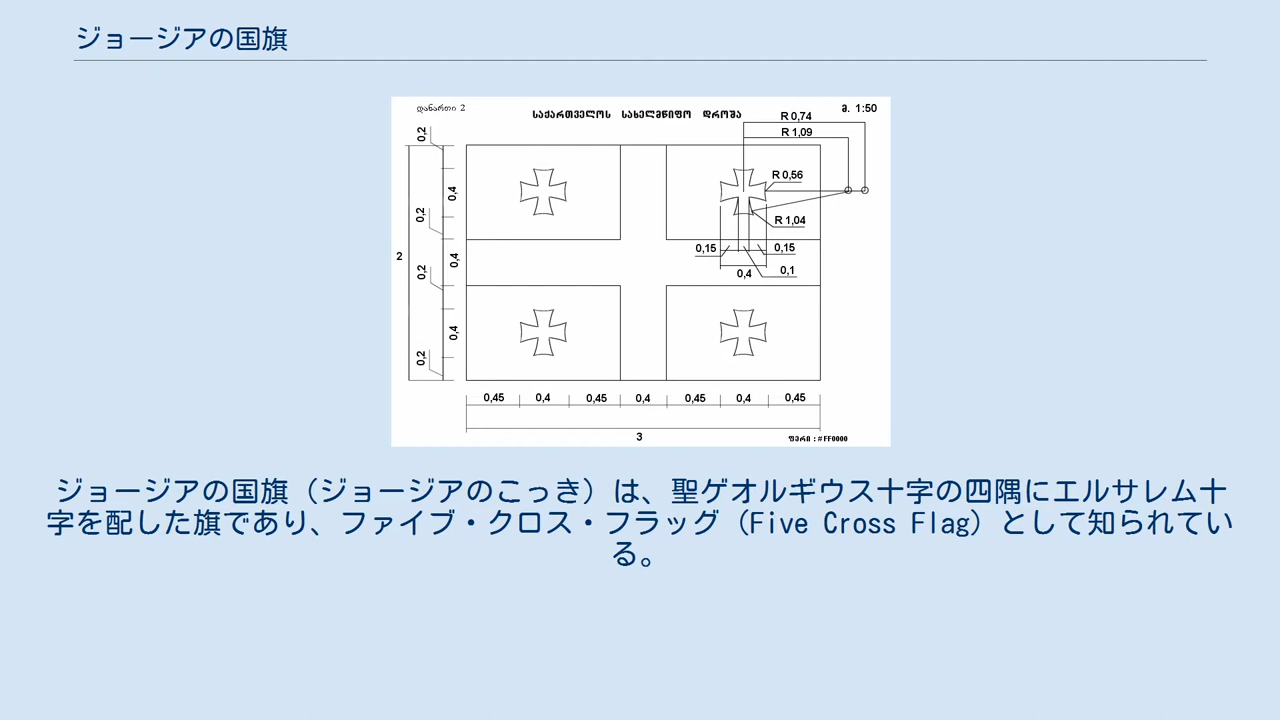 ジョージアの国旗
დანართი 2
საქართველოს სახელმწიფო დროშა
მ. 1:50
R 0,74
R 1,09
0,2
R 0,56
0,4
0,2
R 1,04
0,15
0,15
2
0,4
0,2
0,4
0,1
0,4
0,2
0,45
0,4
0,45
0,4
0,45
0,4
0,45
3
ფერი : #FF0000
ジョージアの国旗（ジョージアのこっき）は、聖ゲオルギウス十字の四隅にエルサレム十
字を配した旗であり、ファイブ・クロス・フラッグ（Five Cross Flag）として知られてい
る。